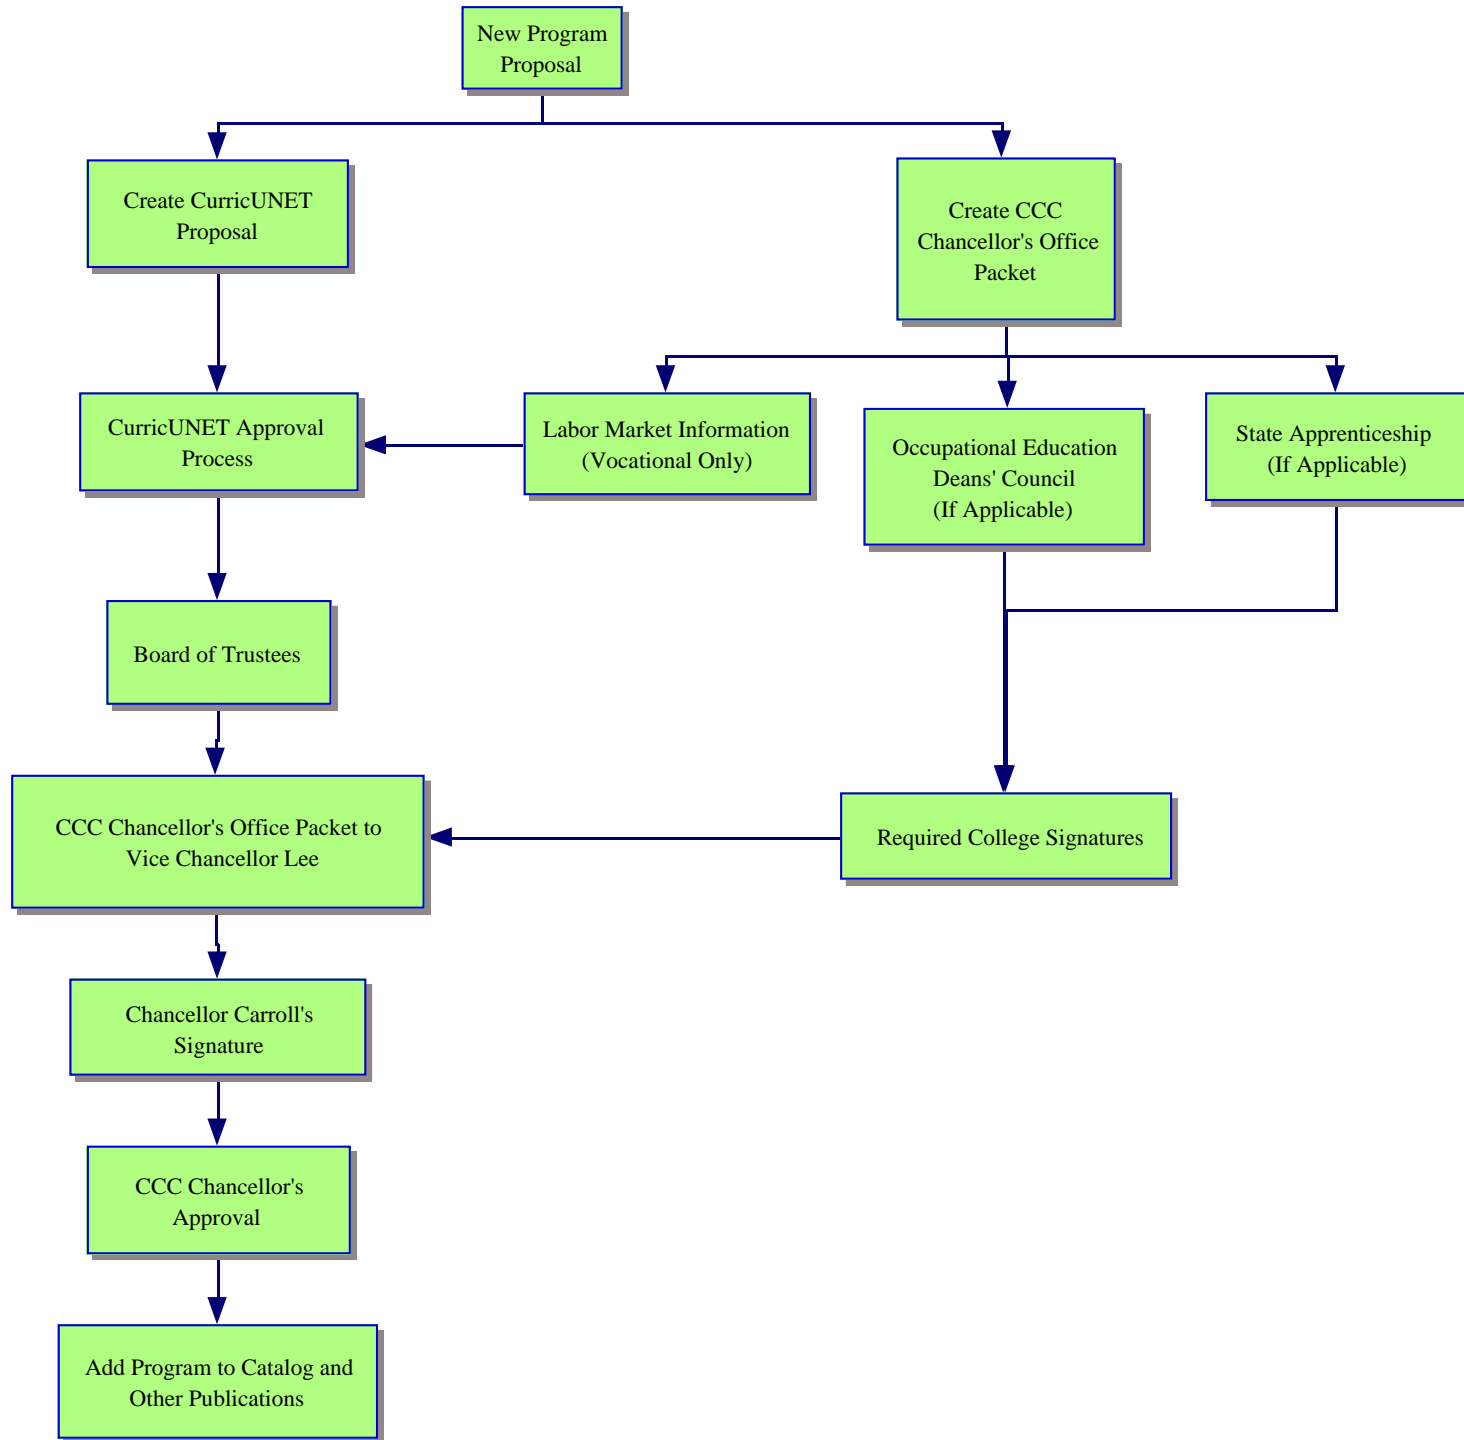 New Program
Proposal
Create CurricUNET
Proposal
Create CCC
Chancellor's Office
Packet
CurricUNET Approval
Process
Labor Market Information
(Vocational Only)
Occupational Education
Deans' Council
(If Applicable)
State Apprenticeship
(If Applicable)
Board of Trustees
CCC Chancellor's Office Packet to
Vice Chancellor Lee
Required College Signatures
Chancellor Carroll's
Signature
CCC Chancellor's
Approval
Add Program to Catalog and
Other Publications